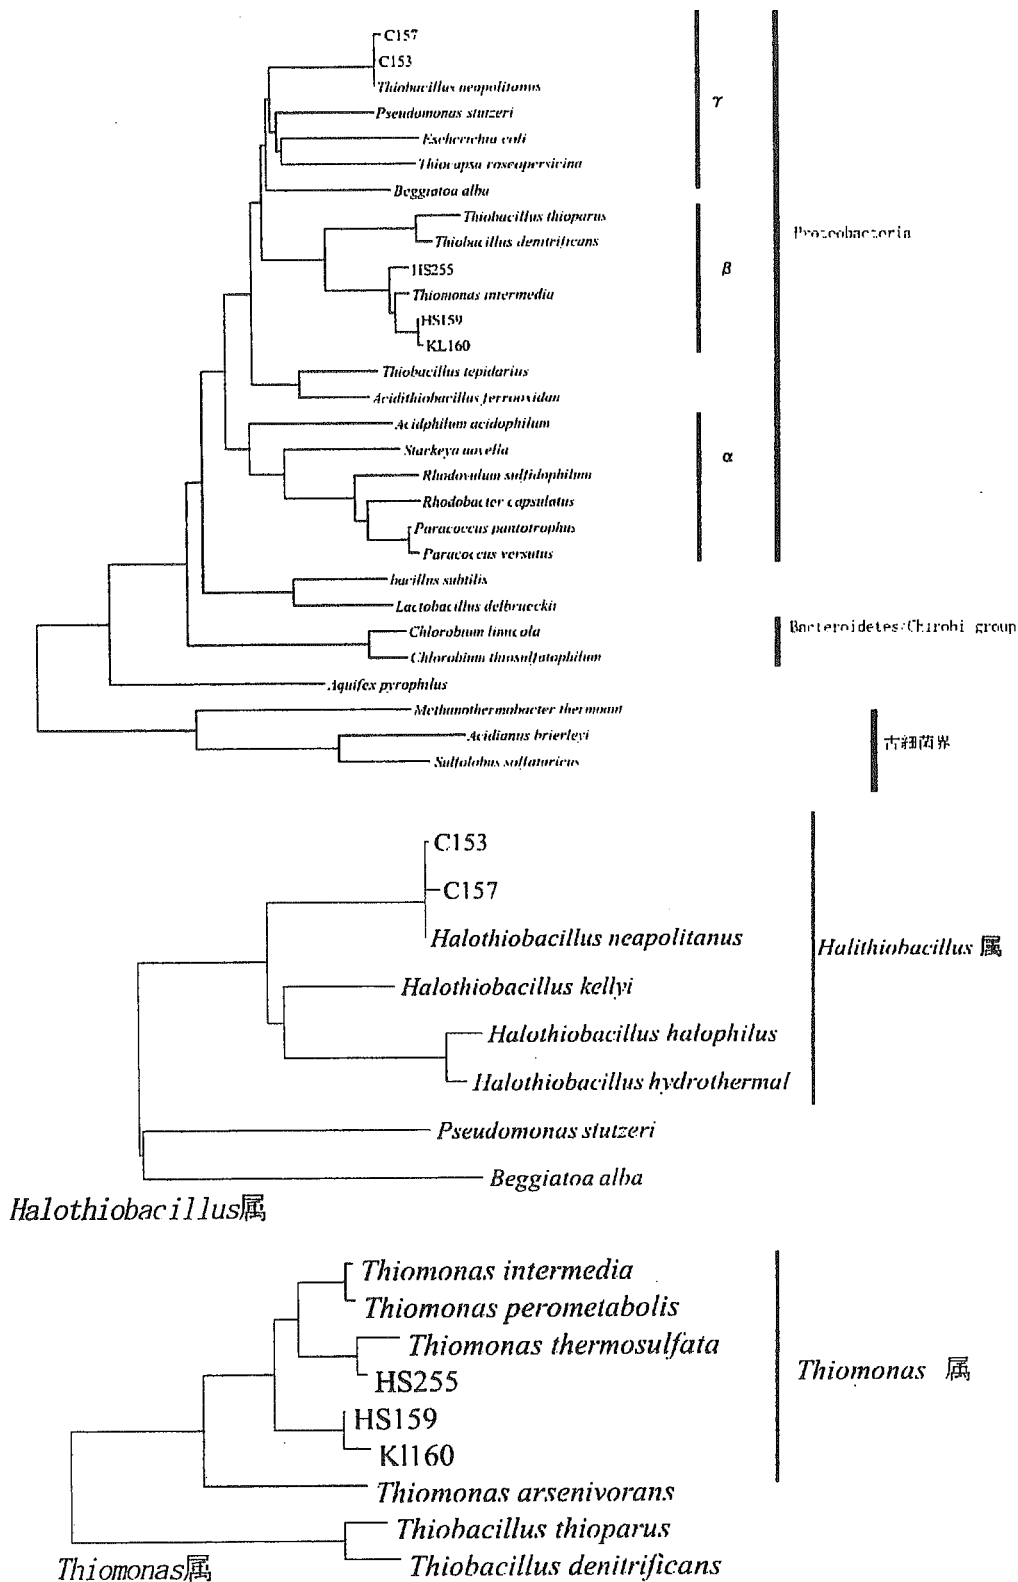 C157
C153
Thiobacillus neapolitanus
Pseudomonas stutzeri
Escherichia coli
Thiocapsa roseopersicina
Beggiatoa alba
γ
Thiobacillus thioparus
Thiobacillus denitrificans
HS255
Thiomonas intermedia
HS159
KL160
β
Proteobacteria
Thiobacillus tepidarius
Acidithiobacillus ferrooxidan
Acidphilum acidophilum
Starkeya novella
Rhodovulum sulfidophilum
Rhodobacter capsulatus
Paracoccus pantotrophus
Paracoccus versutus
α
bacillus subtilis
Lactobacillus delbrueckii
Chlorobium limicola
Chlorobium thiosulfatophilum
Bacteroidetes/Chirobi group
Aquifex pyrophilus
Methanothermobacter thermaut
Acidianus brierleyi
Sulfolobus solfataricus
古細菌界
C153
C157
Halothiobacillus neapolitanus
Halothiobacillus kellyi
Halothiobacillus halophilus
Halothiobacillus hydrothermal
Halithiobacillus 属
Pseudomonas stutzeri
Beggiatoa alba
Halothiobacillus属
Thiomonas intermedia
Thiomonas perometabolis
Thiomonas thermosulfata
HS255
HS159
Kl160
Thiomonas 属
Thiomonas arsenivorans
Thiobacillus thioparus
Thiobacillus denitrificans
Thiomonas属